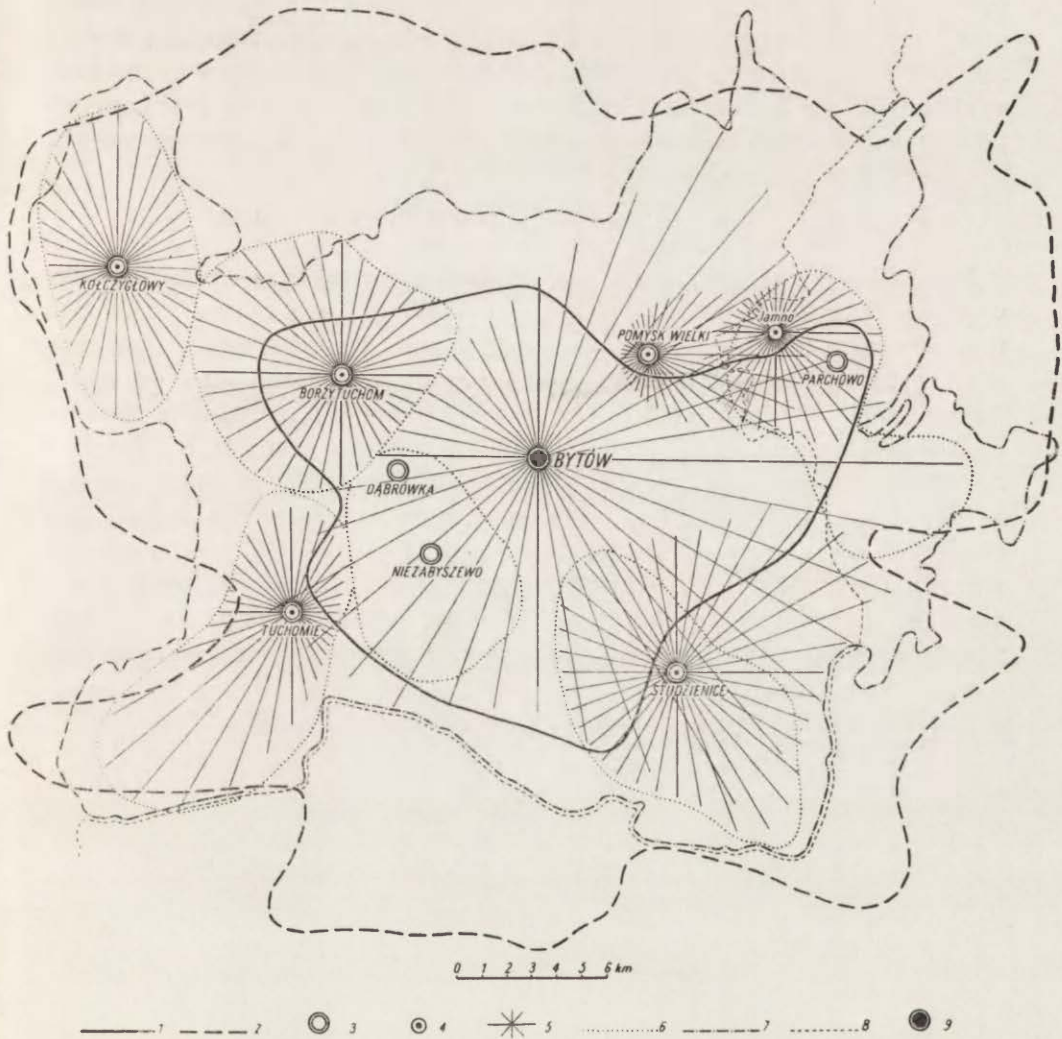 KOŁCZYGŁOWY
BORZYTUCHOM
POMYSK WIELKI
Jamno
PARCHOWO
BYTÓW
DĄBRÓWKA
NIEZABYSZEWO
TUCHOMIE
STUDZIENICE
0 1 2 3 4 5 6 km
1 2 3 4 5 6 7 8 9